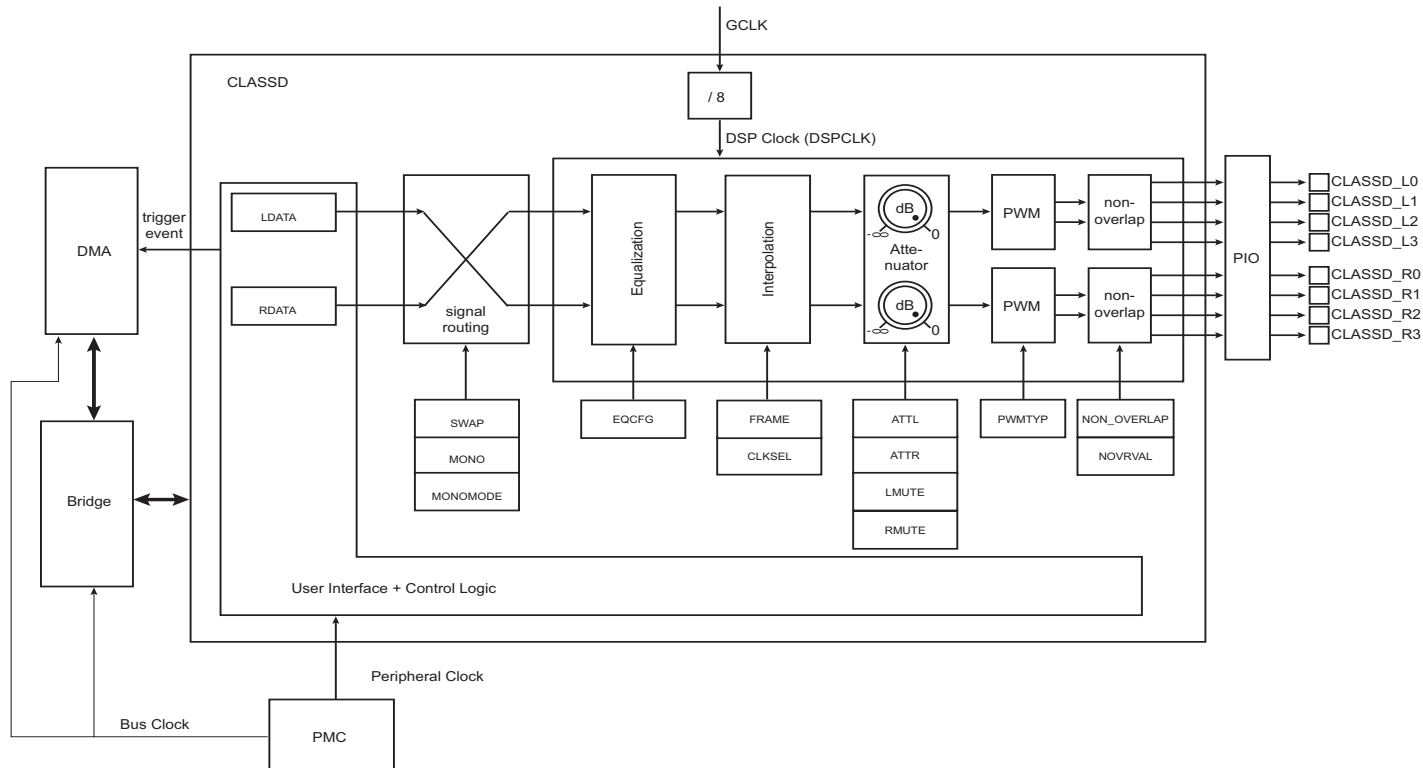 GCLK
CLASSD
/ 8
DSP Clock (DSPCLK)
DMA
trigger
event
LDATA
RDATA
signal
routing
Equalization
Interpolation
dB
-∞
0
Atte-
nuator
dB
-∞
0
PWM
PWM
non-
overlap
non-
overlap
PIO
CLASSD_L0
CLASSD_L1
CLASSD_L2
CLASSD_L3
CLASSD_R0
CLASSD_R1
CLASSD_R2
CLASSD_R3
SWAP
MONO
MONOMODE
EQCFG
FRAME
CLKSEL
ATTL
ATTR
LMUTE
RMUTE
PWMTYP
NON_OVERLAP
NOVRVAL
Bridge
User Interface + Control Logic
Peripheral Clock
Bus Clock
PMC